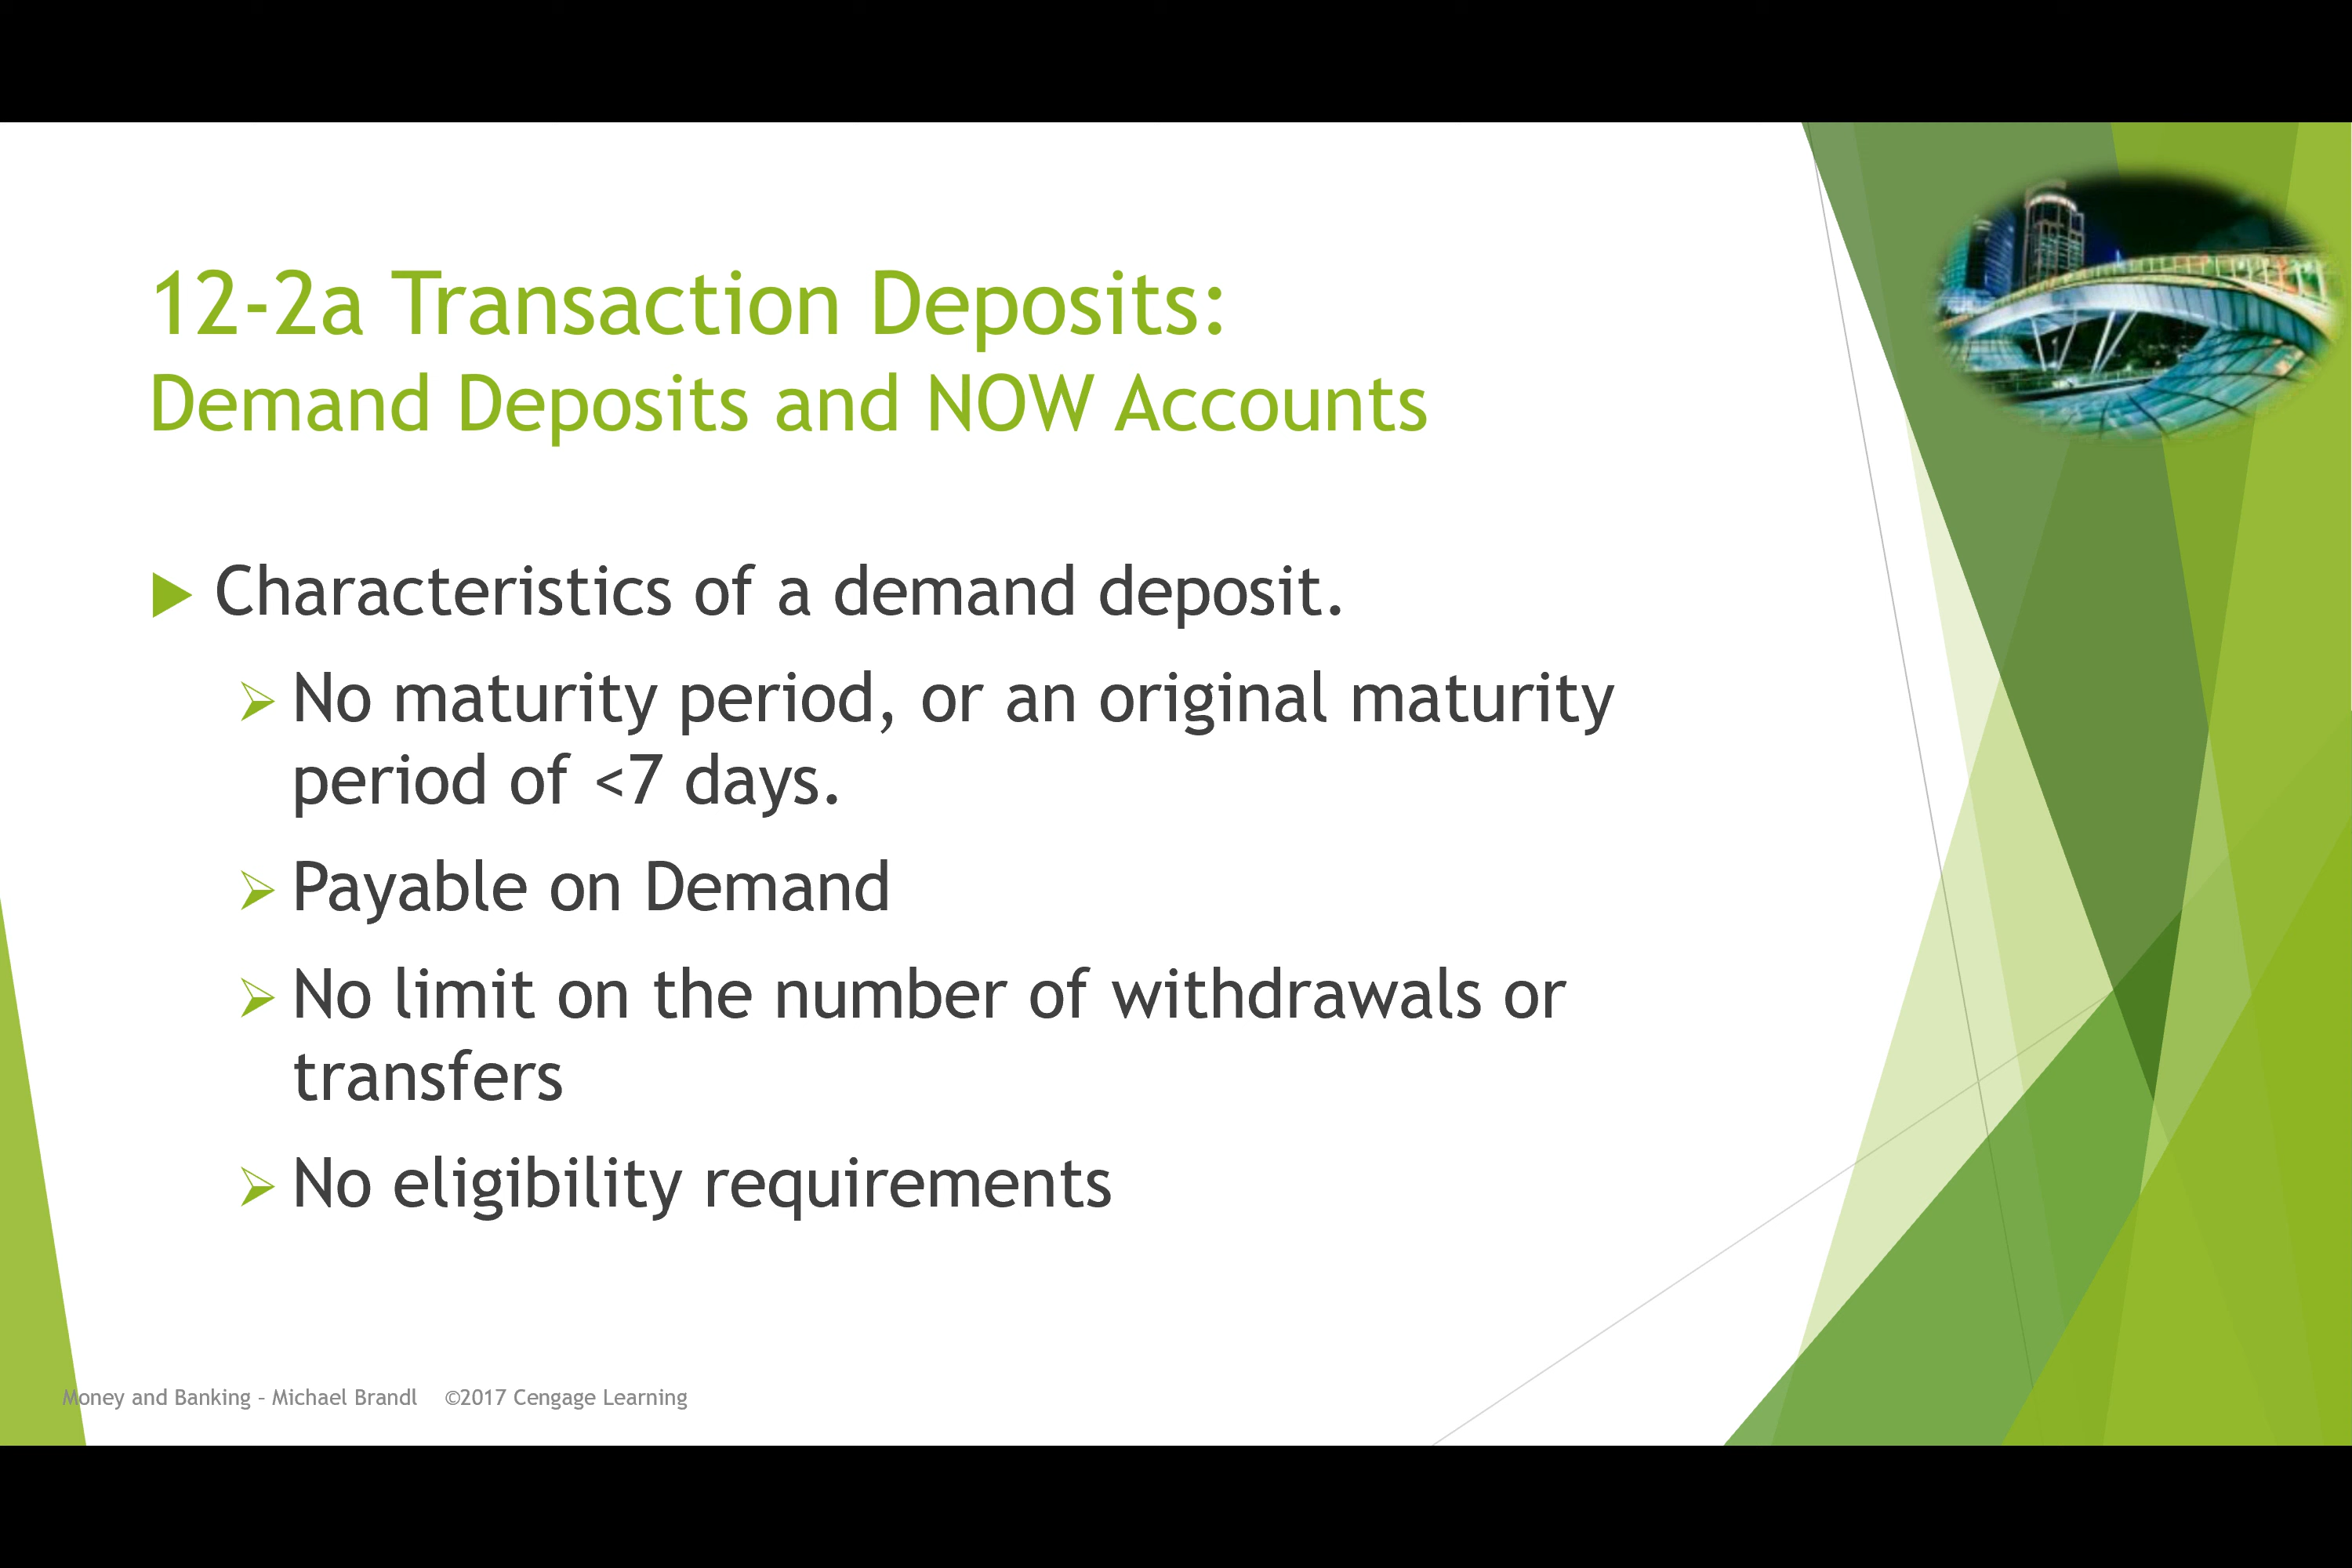 12-2a Transaction Deposits:
Demand Deposits and NOW Accounts
Characteristics of a demand deposit.
No maturity period, or an original maturity
period of <7 days.
Payable on Demand
No limit on the number of withdrawals or
transfers
No eligibility requirements
Money and Banking – Michael Brandl ©2017 Cengage Learning